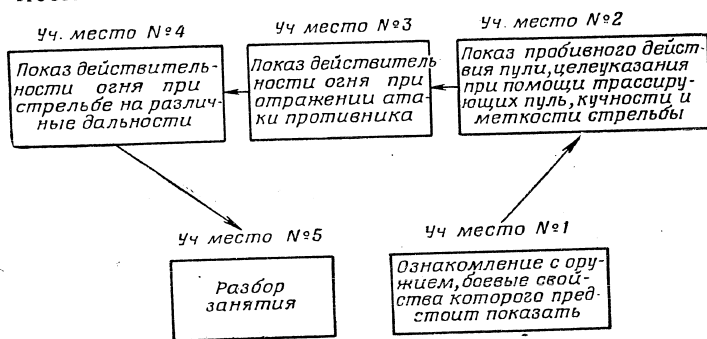 Уч. место №4
Показ действитель-
ности огня при
стрельбе на различ-
ные дальности
Уч место №3
Показ действитель
ности огня при
отражении ата-
ки противника
Уч. место №2
Показ пробивного дейст-
вия пули, целеуказания
при помощи трассирую-
ющих пуль, кучности и
меткости стрельбы
Уч место №5
Разбор
занятия
Уч место №1
Ознакомление с ору-
жием, боевые свой-
ства которого пред-
стоит показать